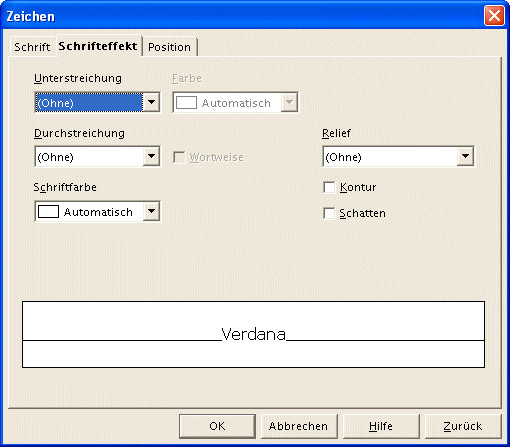 Zeichen
Schrift Schrifteffekt Position
Unterstreichung Farbe
(Ohne) Automatisch
Durchstreichung Relief
(Ohne) Wortweise (Ohne)
Schriftfarbe Kontur
Automatisch Schatten
Verdana
OK Abbrechen Hilfe Zurück